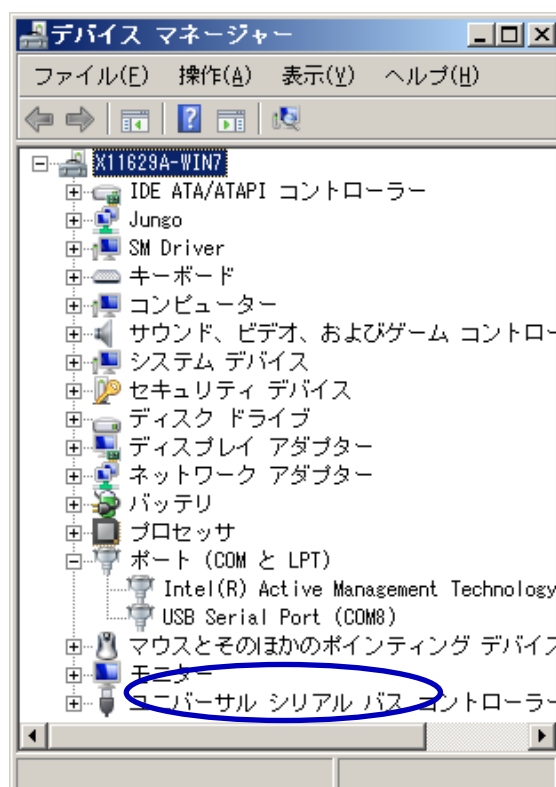 デバイス マネージャー
ファイル(F) 操作(A) 表示(V) ヘルプ(H)
X11629A-WIN7
IDE ATA/ATAPI コントローラー
Jungo
SM Driver
キーボード
コンピューター
サウンド、ビデオ、およびゲーム コントロー
システム デバイス
セキュリティ デバイス
ディスク ドライブ
ディスプレイ アダプター
ネットワーク アダプター
バッテリ
プロセッサ
ポート (COM と LPT)
Intel(R) Active Management Technology
USB Serial Port (COM8)
マウスとそのほかのポインティング デバイス
モニター
ユニバーサル シリアル バス コントローラー